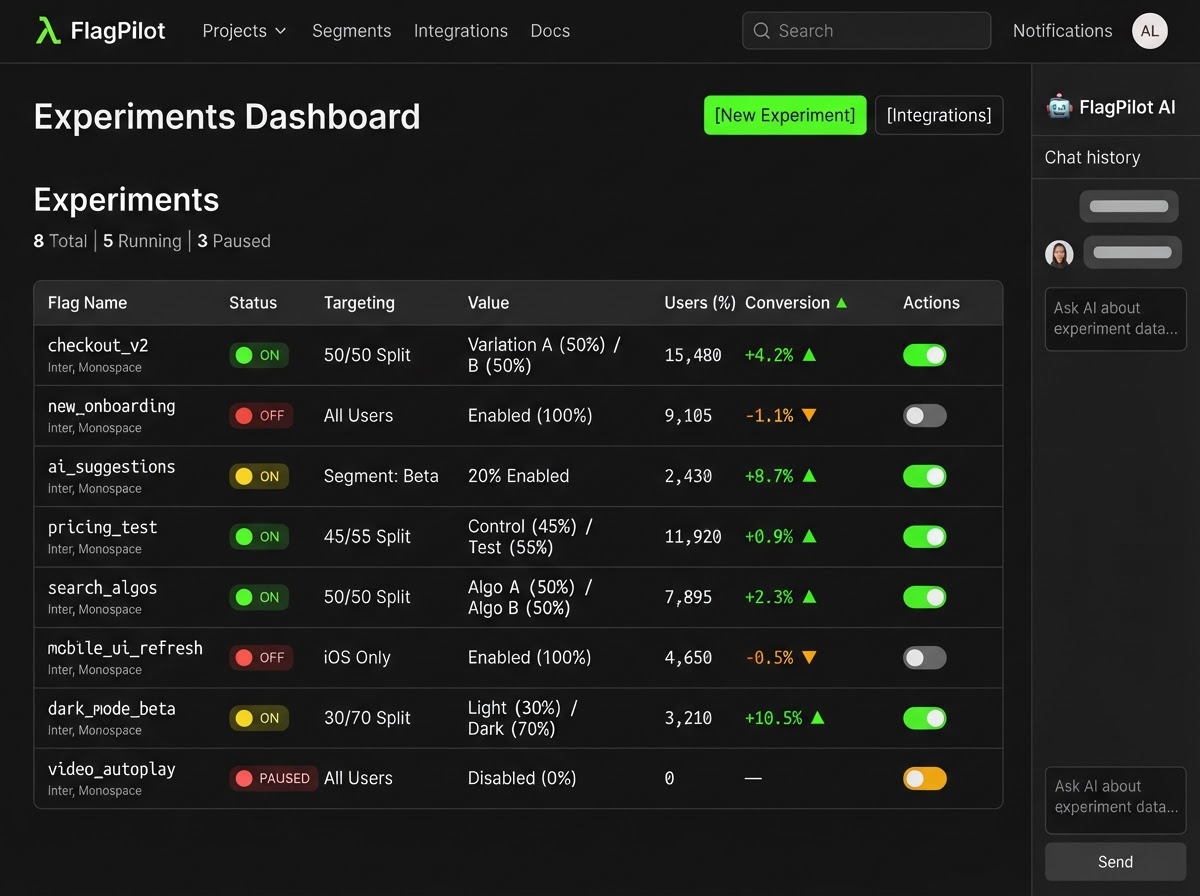 FlagPilot Projects Segments Integrations Docs Search Notifications AL
Experiments Dashboard [New Experiment] [Integrations]
Experiments
8 Total | 5 Running | 3 Paused
Flag Name Status Targeting Value Users (%) Conversion ▲ Actions
checkout_v2 ON 50/50 Split Variation A (50%) /
B (50%) 15,480 +4.2% ▲
Inter, Monospace
new_onboarding OFF All Users Enabled (100%) 9,105 -1.1% ▼
Inter, Monospace
ai_suggestions ON Segment: Beta 20% Enabled 2,430 +8.7% ▲
Inter, Monospace
pricing_test ON 45/55 Split Control (45%) /
Test (55%) 11,920 +0.9% ▲
Inter, Monospace
search_algos ON 50/50 Split Algo A (50%) /
Algo B (50%) 7,895 +2.3% ▲
Inter, Monospace
mobile_ui_refresh OFF iOS Only Enabled (100%) 4,650 -0.5% ▼
Inter, Monospace
dark_mode_beta ON 30/70 Split Light (30%) /
Dark (70%) 3,210 +10.5% ▲
Inter, Monospace
video_autoplay PAUSED All Users Disabled (0%) 0 —
Inter, Monospace
FlagPilot AI
Chat history
Ask AI about
experiment data...
Ask AI about
experiment data...
Send